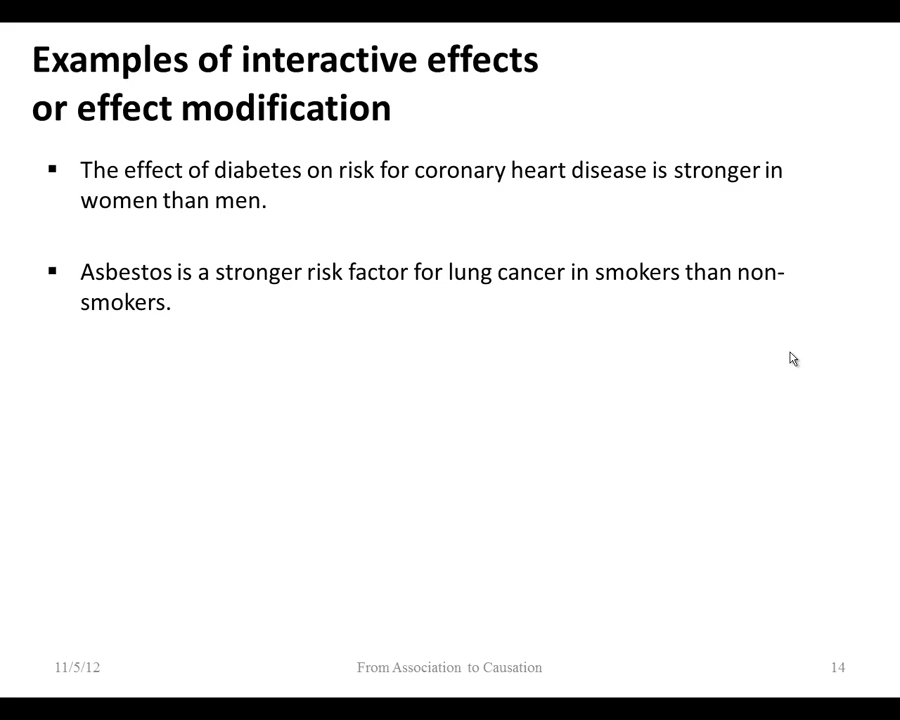 Examples of interactive effects
or effect modification
▪ The effect of diabetes on risk for coronary heart disease is stronger in
women than men.
▪ Asbestos is a stronger risk factor for lung cancer in smokers than non-
smokers.
11/5/12 From Association to Causation 14